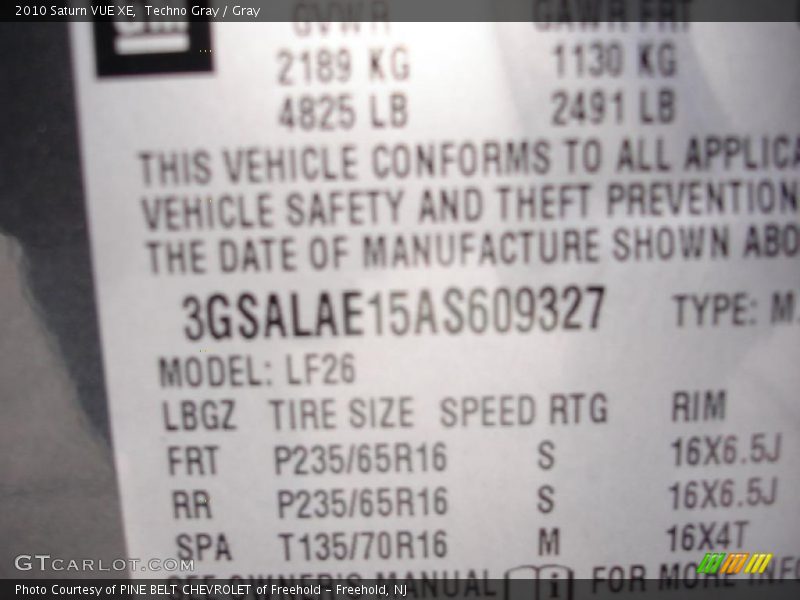 2010 Saturn VUE XE, Techno Gray / Gray
GVWR GAWR FRT
2189 KG 1130 KG
4825 LB 2491 LB
THIS VEHICLE CONFORMS TO ALL APPLICA
VEHICLE SAFETY AND THEFT PREVENTION
THE DATE OF MANUFACTURE SHOWN ABO
3GSALAE15AS609327 TYPE: M.
MODEL: LF26
LBGZ TIRE SIZE SPEED RTG RIM
FRT P235/65R16 S 16X6.5J
RR P235/65R16 S 16X6.5J
SPA T135/70R16 M 16X4T
SEE OWNER'S MANUAL i FOR MORE INFO
GTCARLOT.COM
Photo Courtesy of PINE BELT CHEVROLET of Freehold - Freehold, NJ